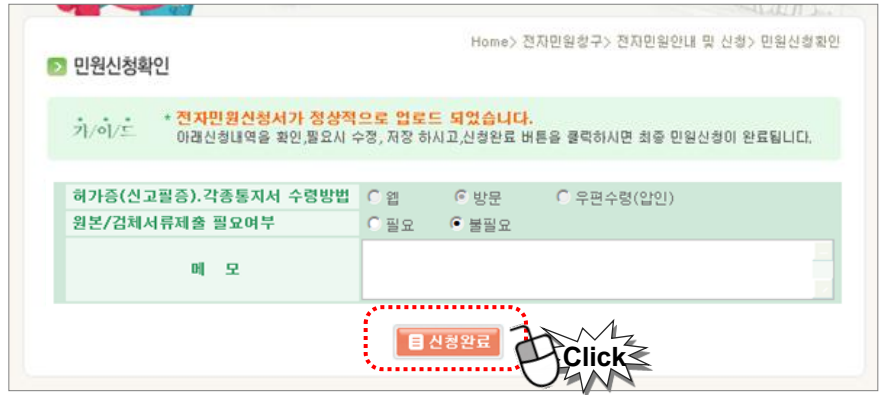 Home> 전자민원창구> 전자민원안내 및 신청> 민원신청확인
민원신청확인
가/이/드
* 전자민원신청서가 정상적으로 업로드 되었습니다.
아래신청내역을 확인,필요시 수정, 저장 하시고,신청완료 버튼을 클릭하시면 최종 민원신청이 완료됩니다.
허가증(신고필증).각종통지서 수령방법 웹 방문 우편수령(압인)
원본/검체서류제출 필요여부 필요 불필요
메 모
신청완료
Click